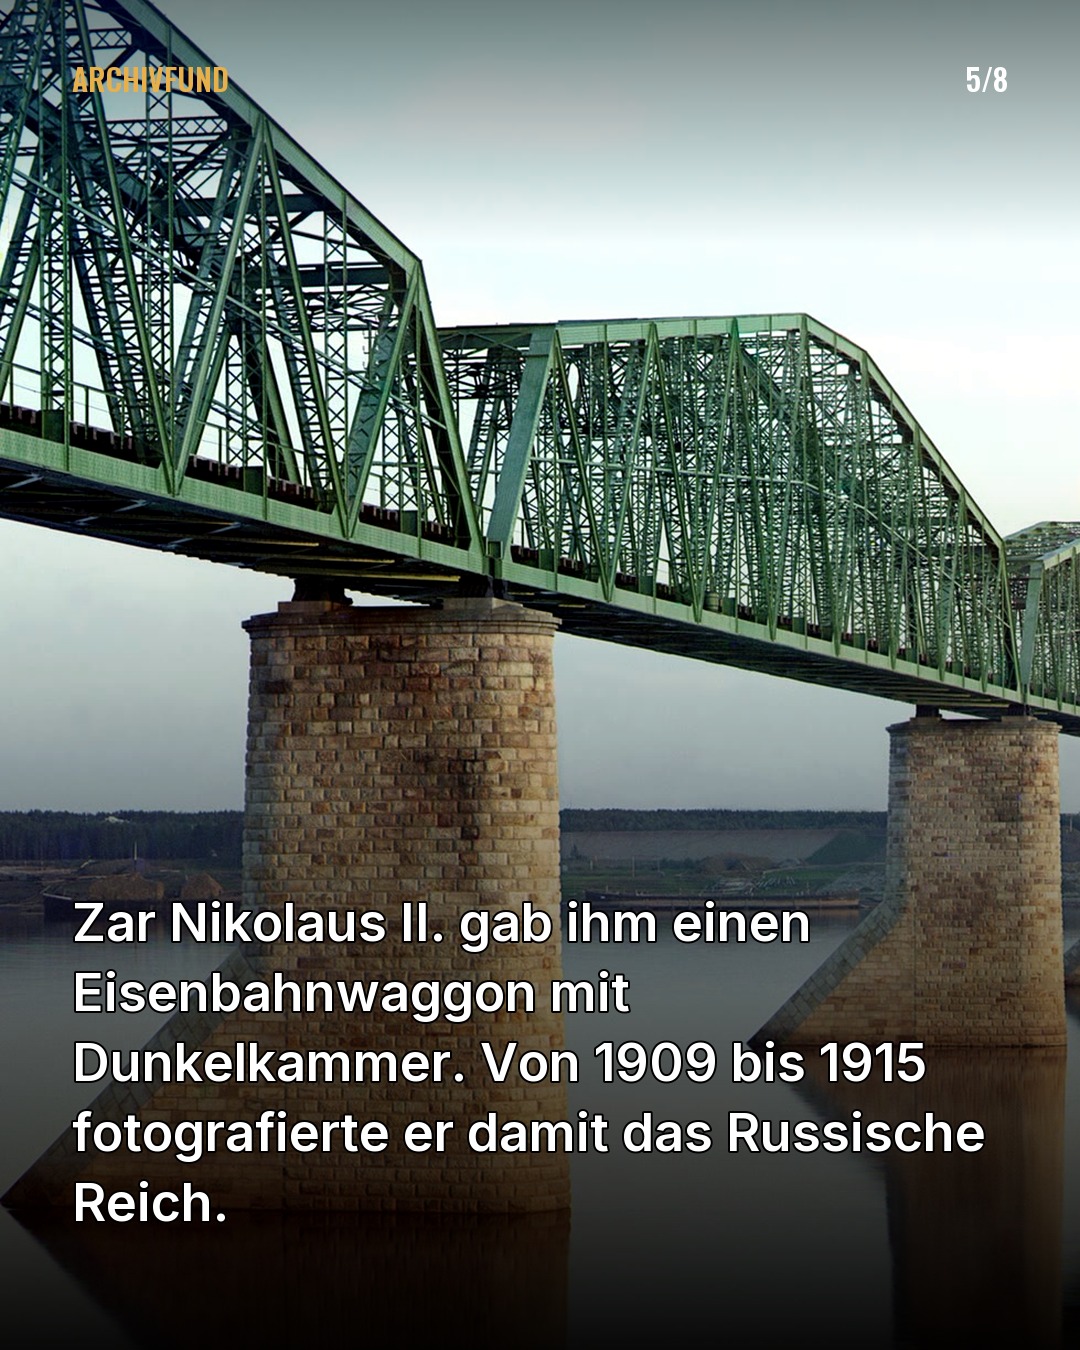 ARCHIVFUND
5/8
Zar Nikolaus II. gab ihm einen
Eisenbahnwaggon mit
Dunkelkammer. Von 1909 bis 1915
fotografierte er damit das Russische
Reich.